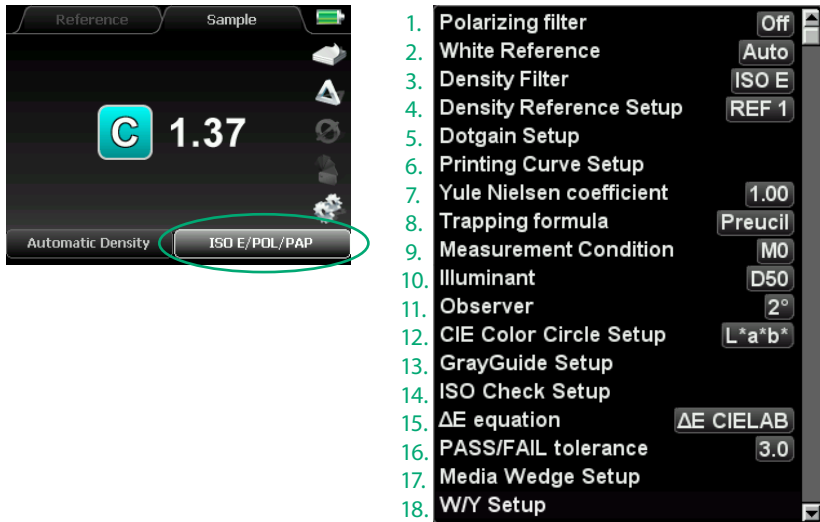 Reference Sample
C 1.37
Automatic Density ISO E/POL/PAP
1. Polarizing filter Off
2. White Reference Auto
3. Density Filter ISO E
4. Density Reference Setup REF 1
5. Dotgain Setup
6. Printing Curve Setup
7. Yule Nielsen coefficient 1.00
8. Trapping formula Preucil
9. Measurement Condition M0
10. Illuminant D50
11. Observer 2°
12. CIE Color Circle Setup L*a*b*
13. GrayGuide Setup
14. ISO Check Setup
15. ΔE equation ΔE CIELAB
16. PASS/FAIL tolerance 3.0
17. Media Wedge Setup
18. W/Y Setup